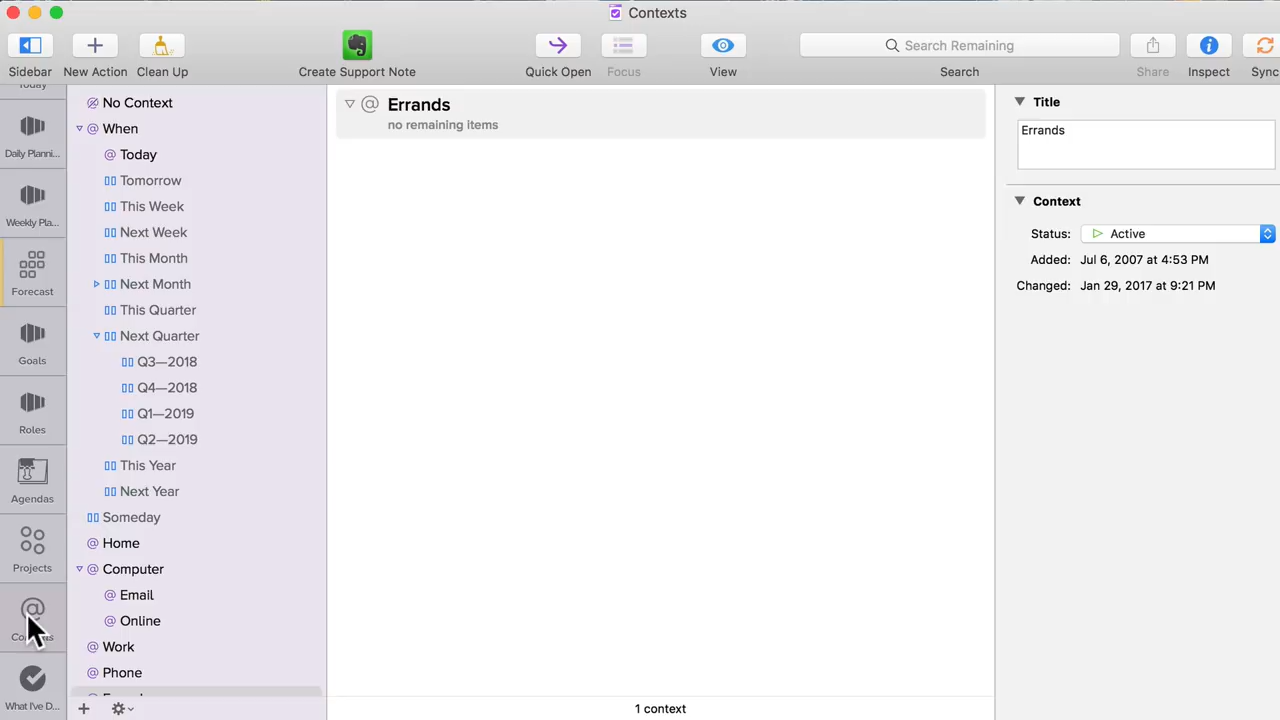 Contexts
Sidebar
New Action
Clean Up
Create Support Note
Quick Open
Focus
View
Search Remaining
Search
Share
Inspect
Sync
Today
Daily Planni...
Weekly Pla...
Forecast
Goals
Roles
Agendas
Projects
What I've D...
No Context
When
Today
Tomorrow
This Week
Next Week
This Month
Next Month
This Quarter
Next Quarter
Q3—2018
Q4—2018
Q1—2019
Q2—2019
This Year
Next Year
Someday
Home
Computer
Email
Online
Work
Phone
Errands
no remaining items
1 context
Title
Errands
Context
Status: Active
Added: Jul 6, 2007 at 4:53 PM
Changed: Jan 29, 2017 at 9:21 PM